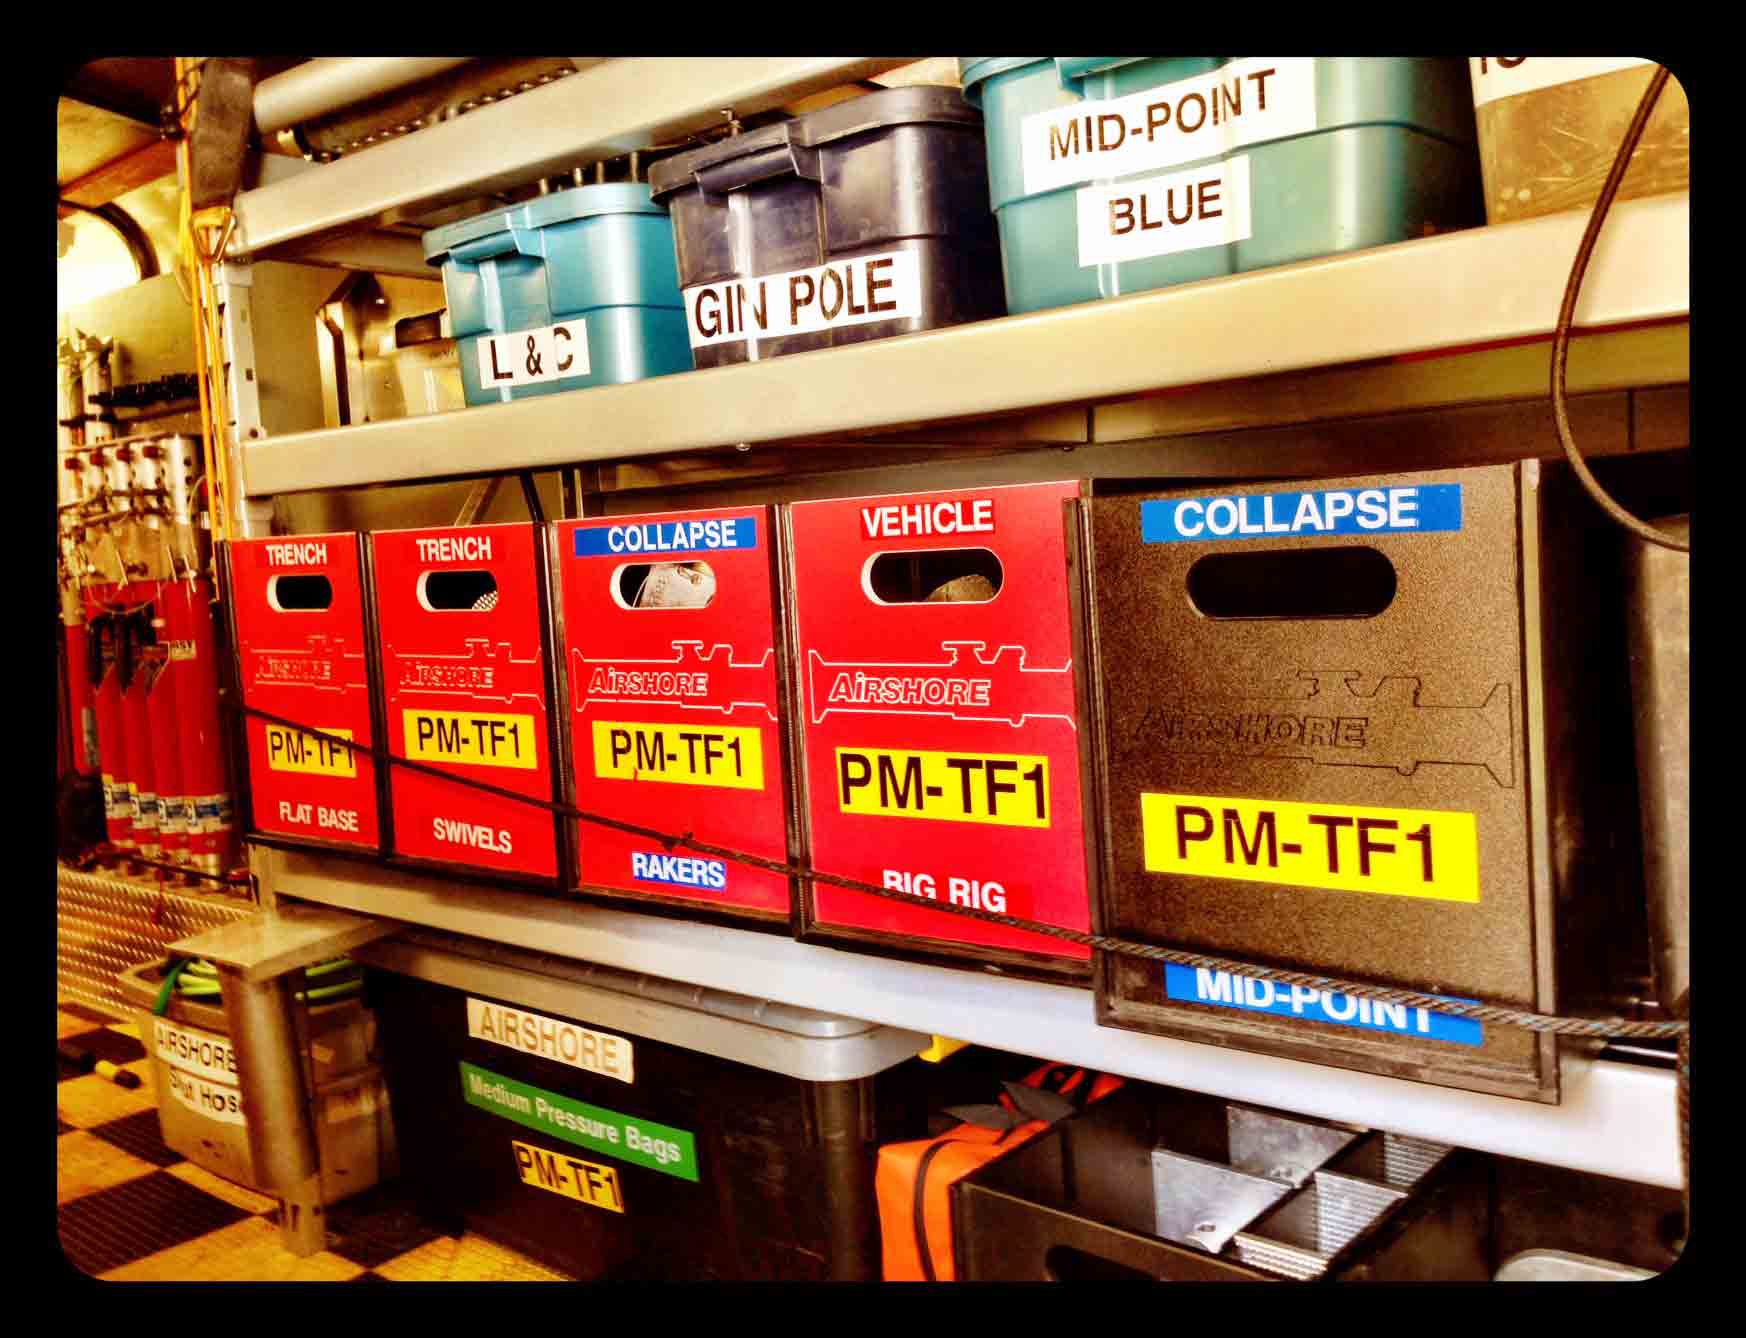 MID-POINT
BLUE
GIN POLE
L & C
TRENCH
AIRSHORE
PM-TF1
FLAT BASE
TRENCH
AIRSHORE
PM-TF1
SWIVELS
COLLAPSE
AIRSHORE
PM-TF1
RAKERS
VEHICLE
AIRSHORE
PM-TF1
BIG RIG
COLLAPSE
AIRSHORE
PM-TF1
MID-POINT
AIRSHORE
AIRSHORE
Medium Pressure Bags
PM-TF1